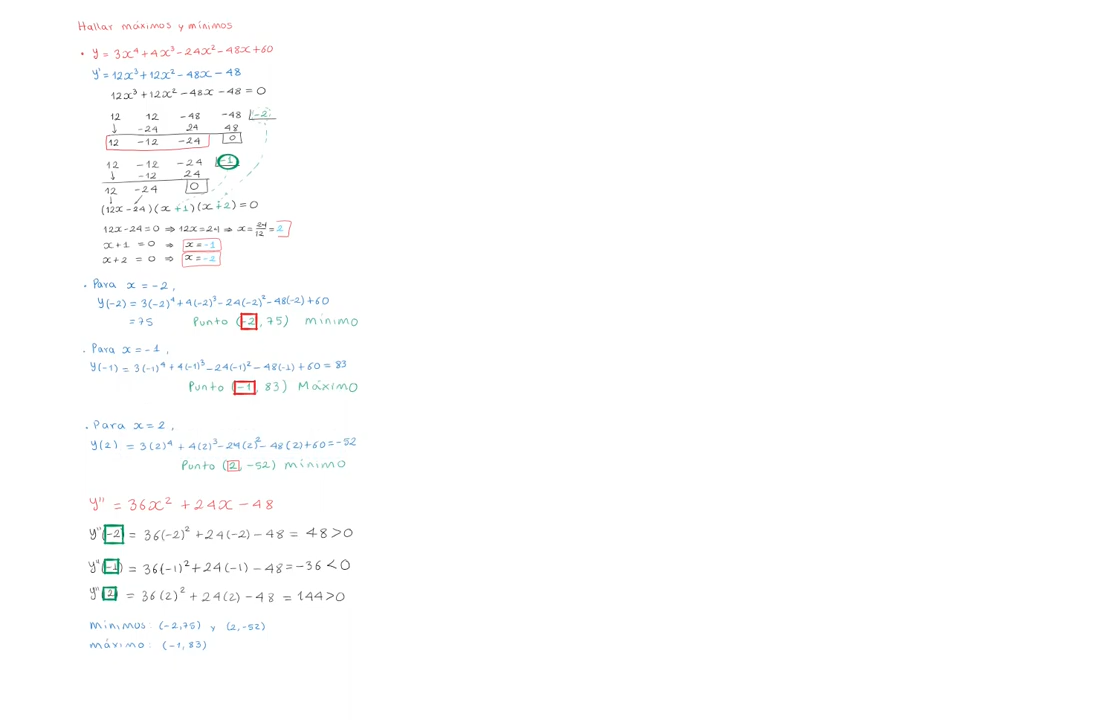 Hallar máximos y mínimos
• y = 3x⁴ + 4x³ - 24x² - 48x + 60
y' = 12x³ + 12x² - 48x - 48
12x³ + 12x² - 48x - 48 = 0
12 12 -48 -48 |-2
↓ -24 24 48
12 -12 -24 |0
12 -12 -24 |-1
↓ -12 24
12 -24 |0
(12x - 24)(x + 1)(x + 2) = 0
12x - 24 = 0 ⇒ 12x = 24 ⇒ x = 24/12 = 2
x + 1 = 0 ⇒ x = -1
x + 2 = 0 ⇒ x = -2
• Para x = -2,
y(-2) = 3(-2)⁴ + 4(-2)³ - 24(-2)² - 48(-2) + 60
= 75 Punto (-2, 75) mínimo
• Para x = -1,
y(-1) = 3(-1)⁴ + 4(-1)³ - 24(-1)² - 48(-1) + 60 = 83
Punto (-1, 83) Máximo
• Para x = 2,
y(2) = 3(2)⁴ + 4(2)³ - 24(2)² - 48(2) + 60 = -52
Punto (2, -52) mínimo
y'' = 36x² + 24x - 48
y''(-2) = 36(-2)² + 24(-2) - 48 = 48 > 0
y''(-1) = 36(-1)² + 24(-1) - 48 = -36 < 0
y''(2) = 36(2)² + 24(2) - 48 = 144 > 0
mínimos: (-2, 75) y (2, -52)
máximo: (-1, 83)